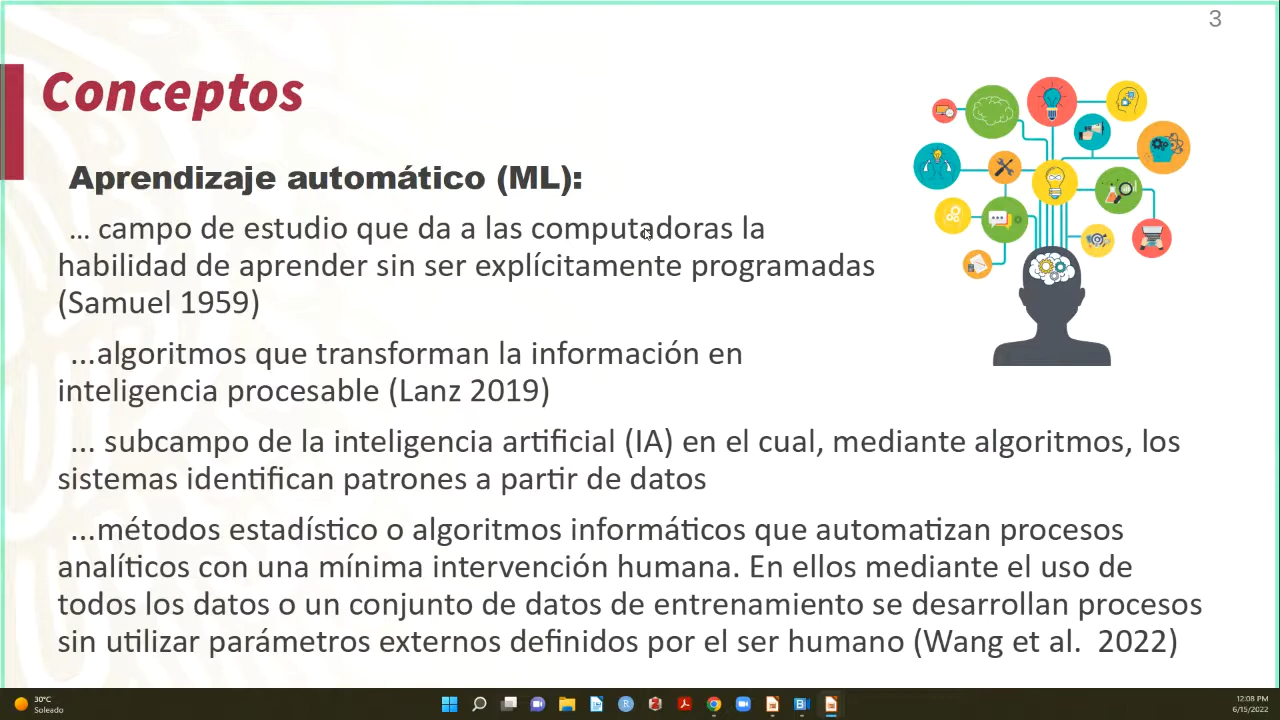 3
Conceptos
Aprendizaje automático (ML):
... campo de estudio que da a las computadoras la
habilidad de aprender sin ser explícitamente programadas
(Samuel 1959)
...algoritmos que transforman la información en
inteligencia procesable (Lanz 2019)
... subcampo de la inteligencia artificial (IA) en el cual, mediante algoritmos, los
sistemas identifican patrones a partir de datos
...métodos estadístico o algoritmos informáticos que automatizan procesos
analíticos con una mínima intervención humana. En ellos mediante el uso de
todos los datos o un conjunto de datos de entrenamiento se desarrollan procesos
sin utilizar parámetros externos definidos por el ser humano (Wang et al.  2022)
30°C
Soleado
12:08 PM
6/15/2022